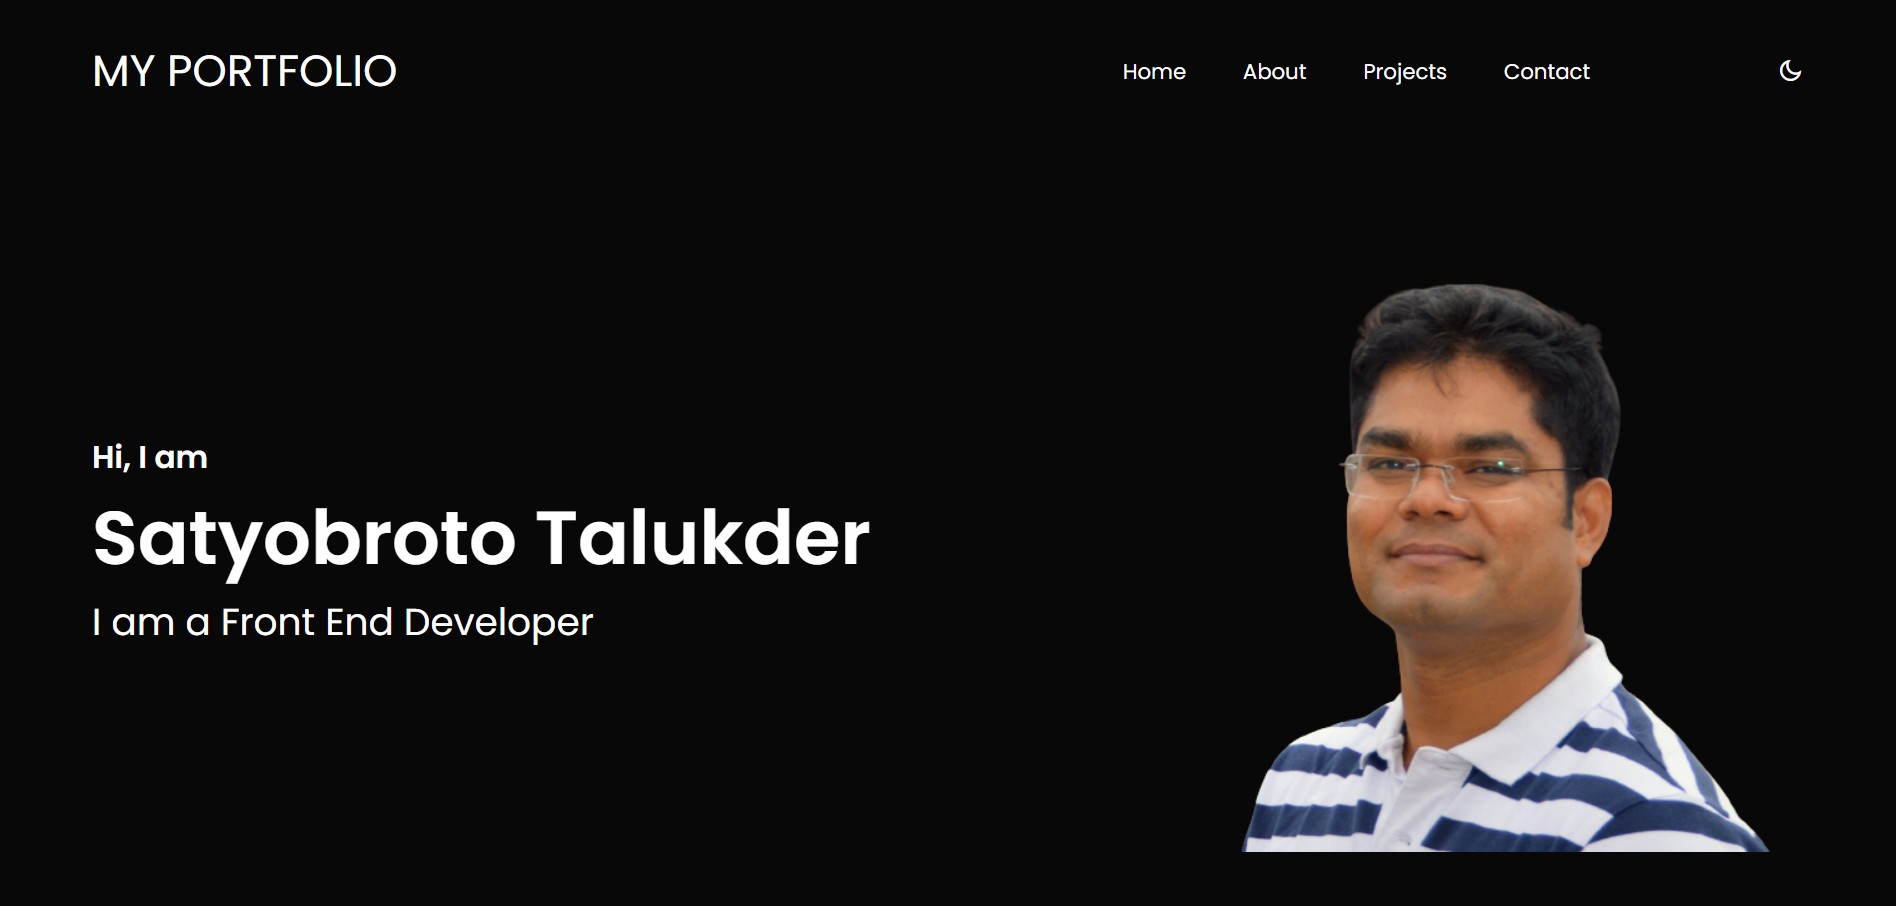 MY PORTFOLIO
Home About Projects Contact
Hi, I am
Satyobroto Talukder
I am a Front End Developer